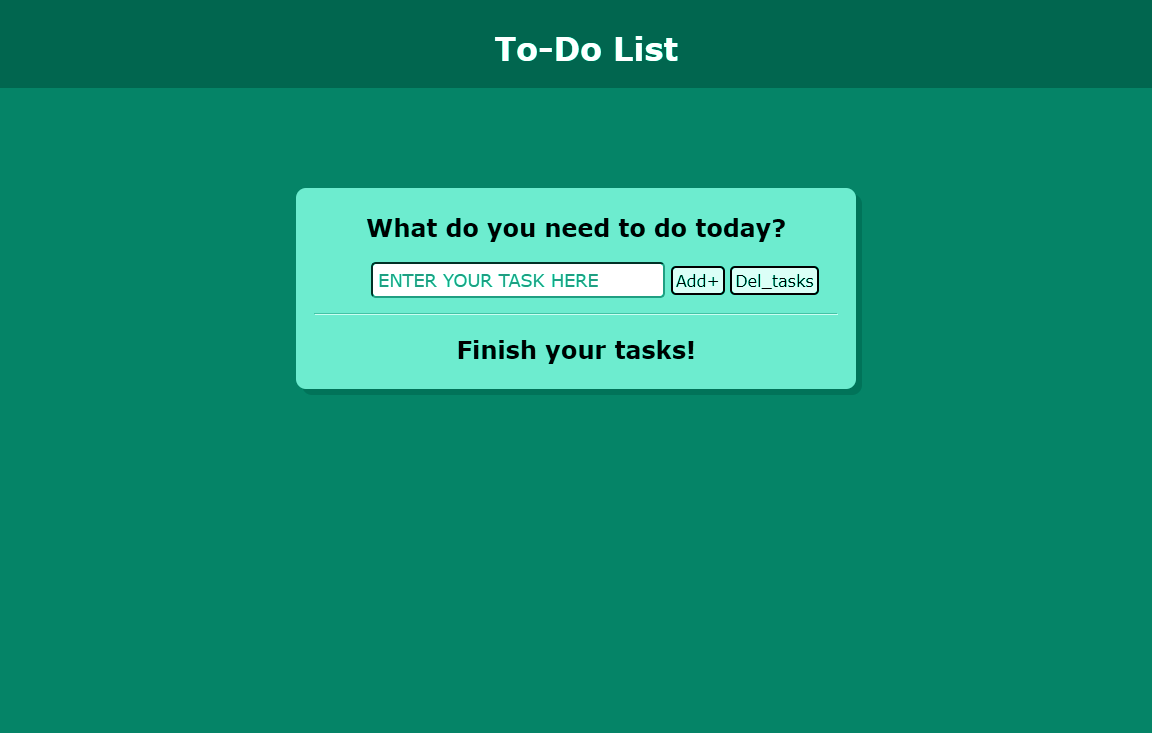 To-Do List
What do you need to do today?
ENTER YOUR TASK HERE Add+ Del_tasks
Finish your tasks!